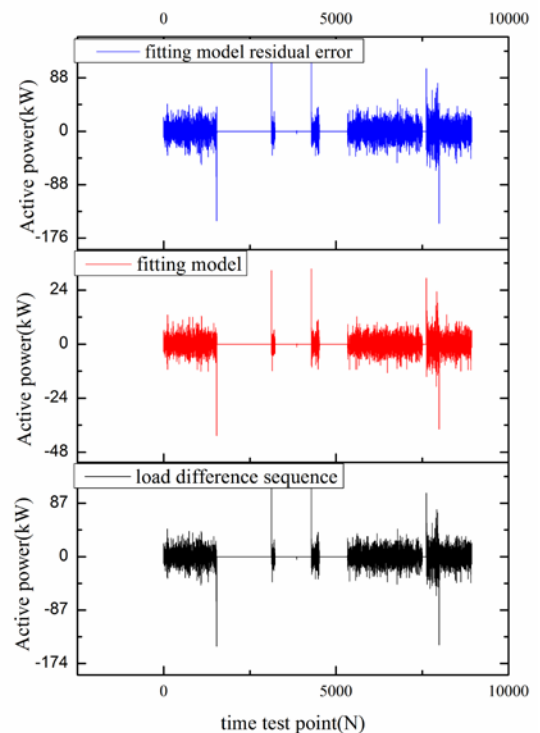 0 5000 10000
fitting model residual error
88
0
-88
-176
Active power(kW)
fitting model
24
0
-24
-48
Active power(kW)
load difference sequence
87
0
-87
-174
Active power(kW)
0 5000 10000
time test point(N)